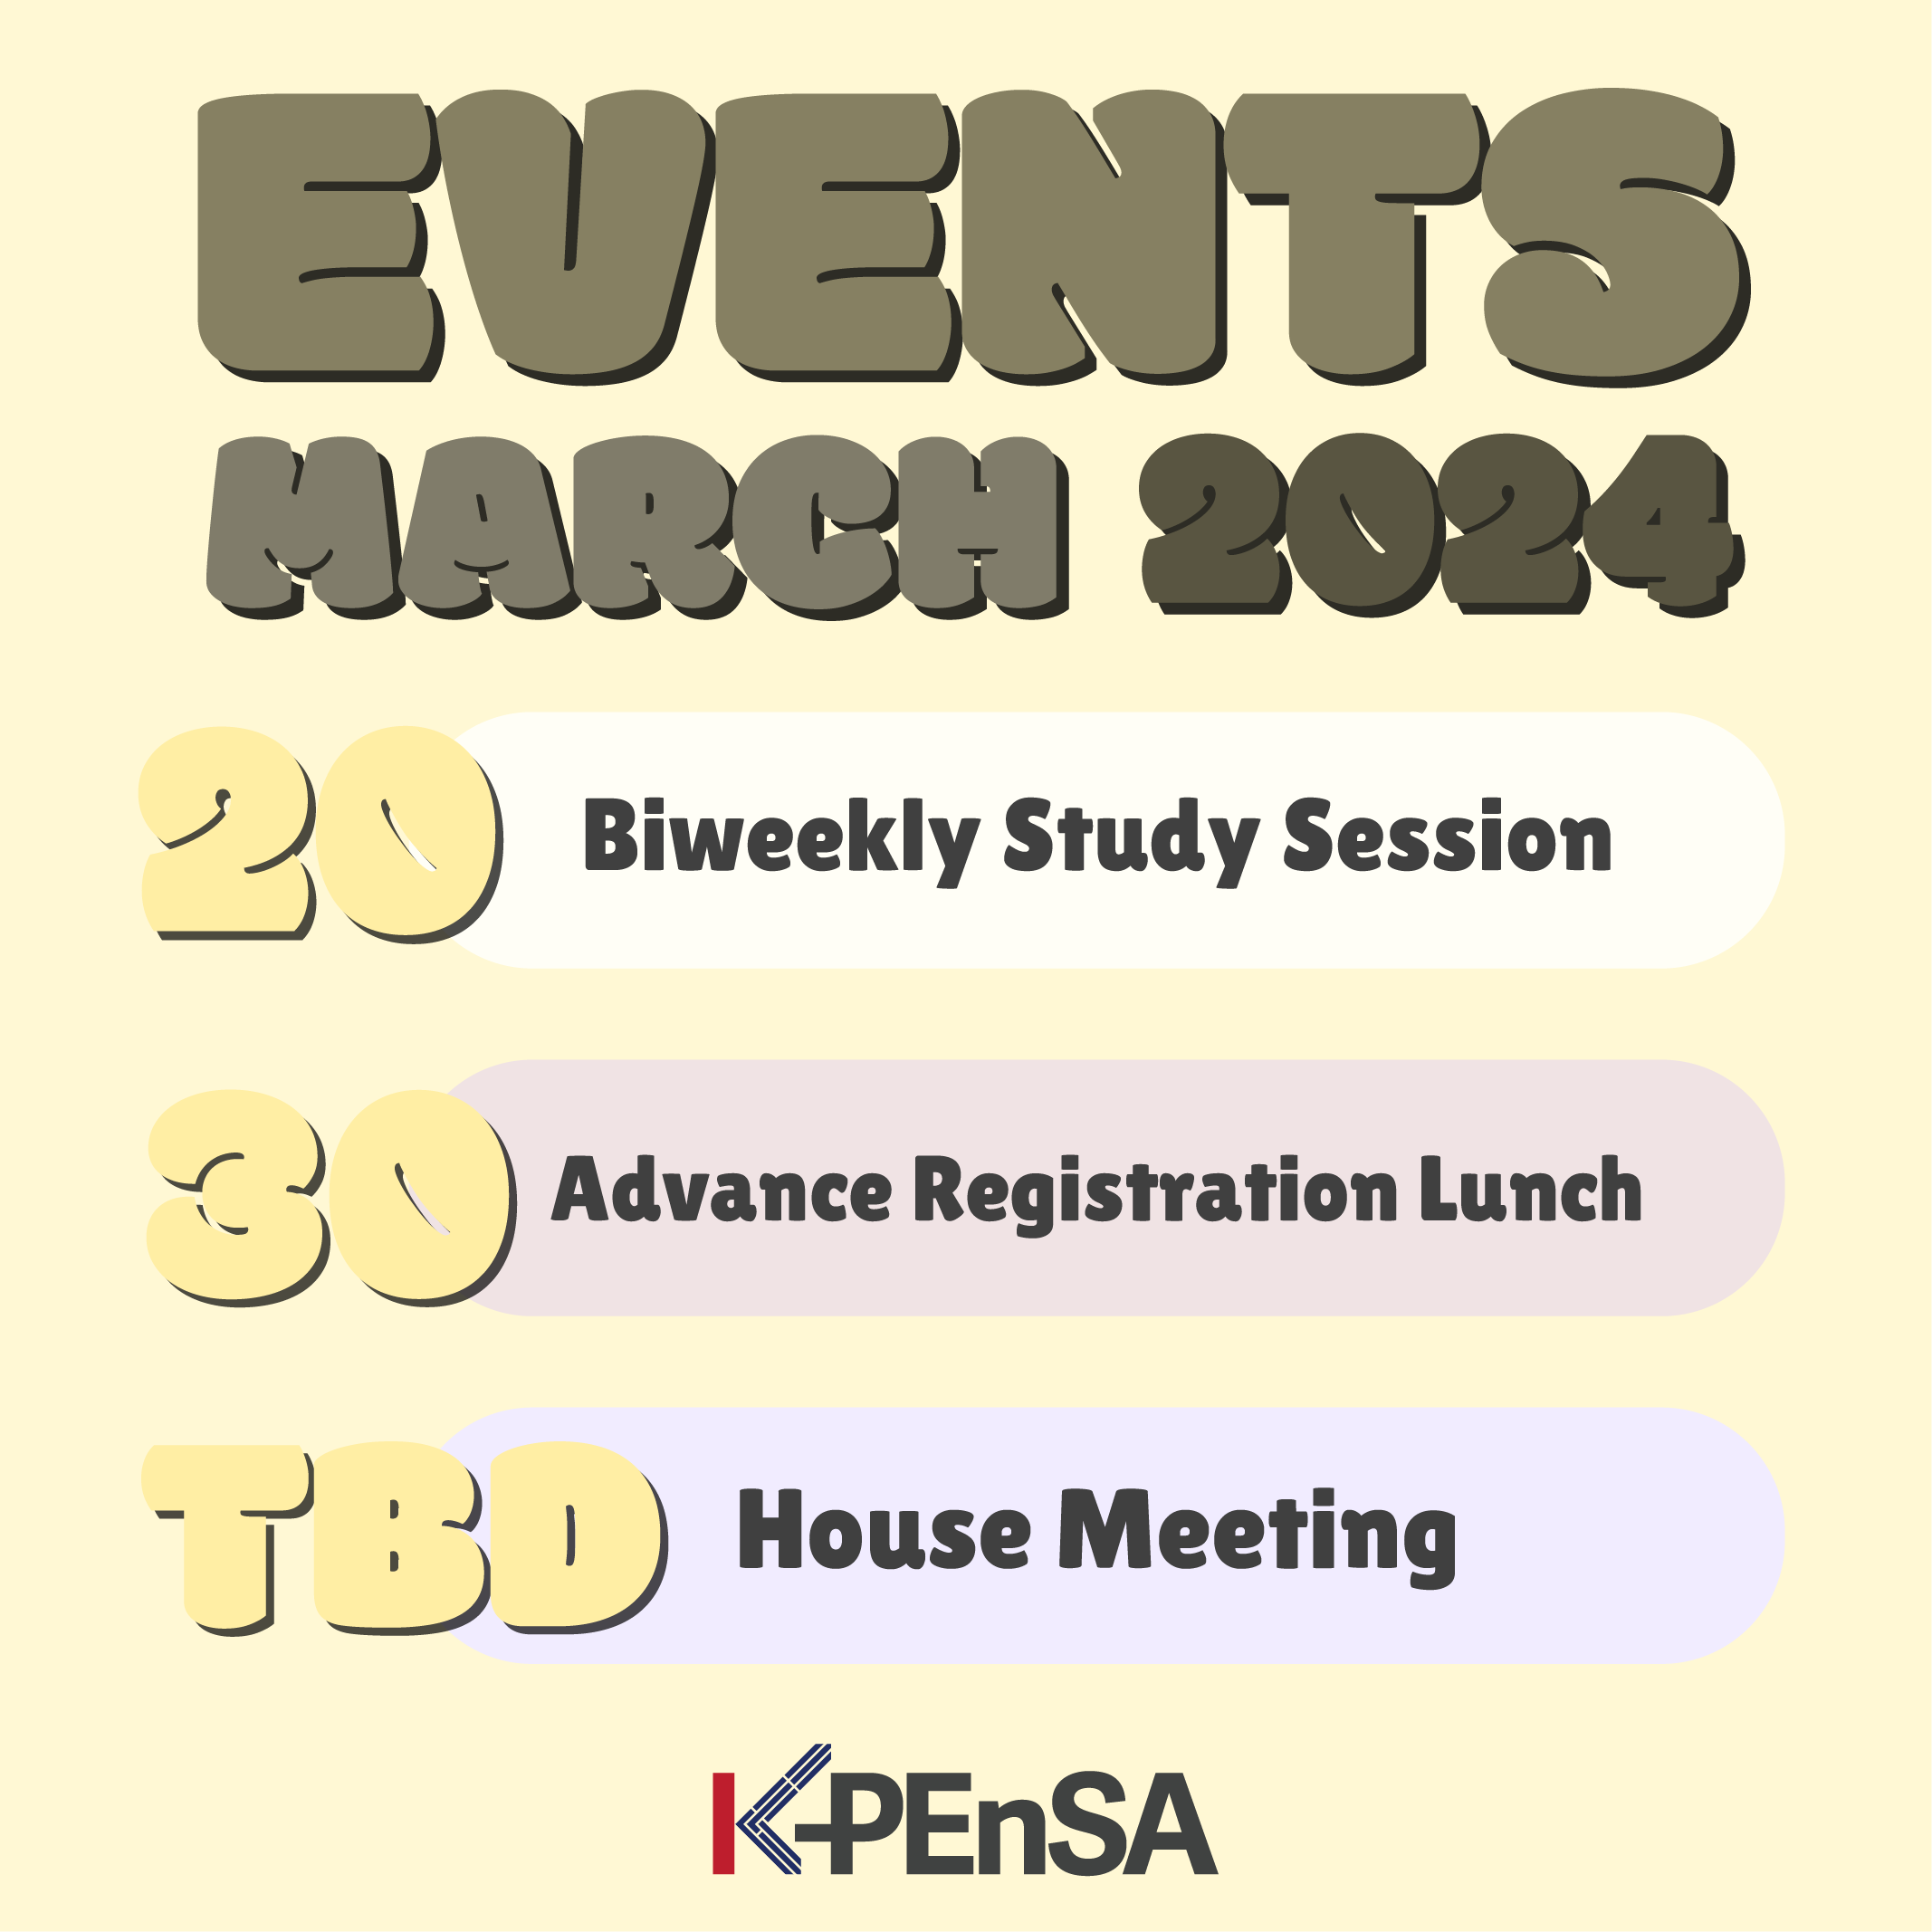 EVENTS
MARCH 2024
20 Biweekly Study Session
30 Advance Registration Lunch
TBD House Meeting
K-PEnSA